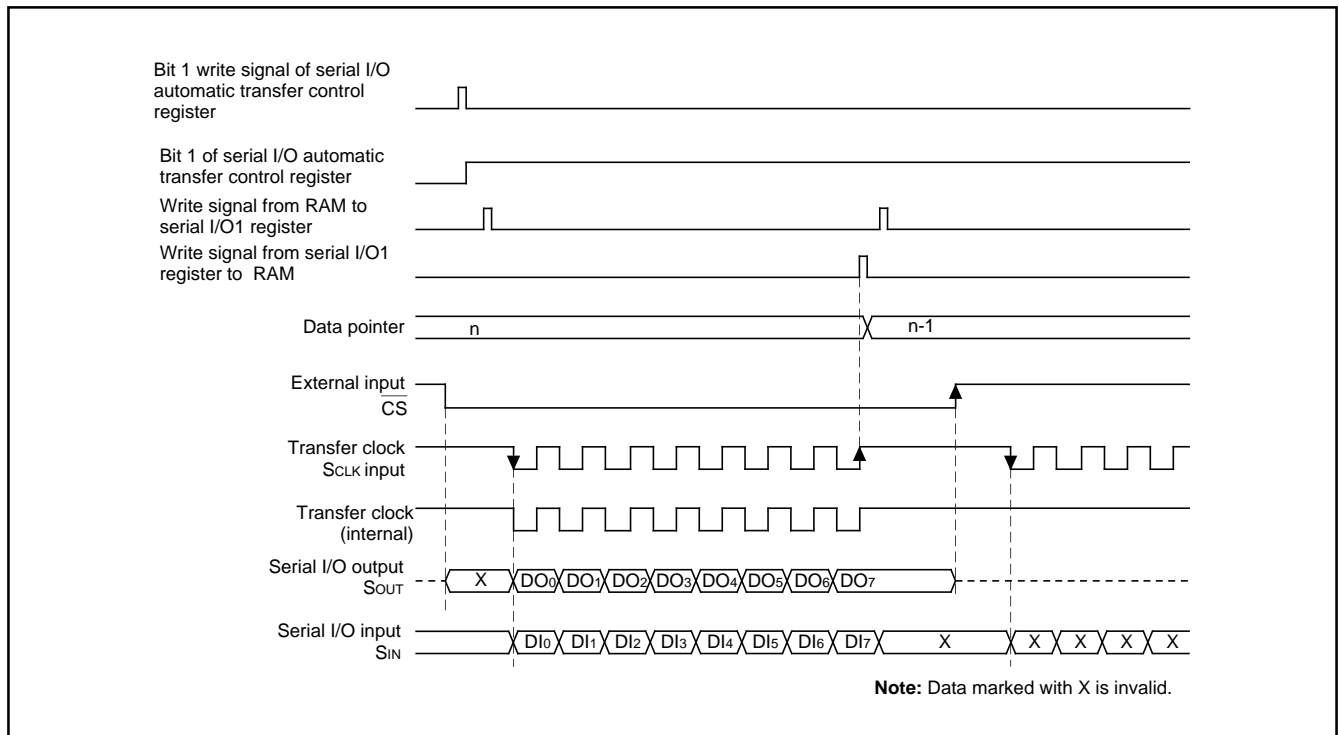 Bit 1 write signal of serial I/O
automatic transfer control
register
Bit 1 of serial I/O automatic
transfer control register
Write signal from RAM to
serial I/O1 register
Write signal from serial I/O1
register to RAM
Data pointer
n
n-1
External input
CS
Transfer clock
SCLK input
Transfer clock
(internal)
Serial I/O output
SOUT
X DO0 DO1 DO2 DO3 DO4 DO5 DO6 DO7
Serial I/O input
SIN
DI0 DI1 DI2 DI3 DI4 DI5 DI6 DI7 X X X X X
Note: Data marked with X is invalid.